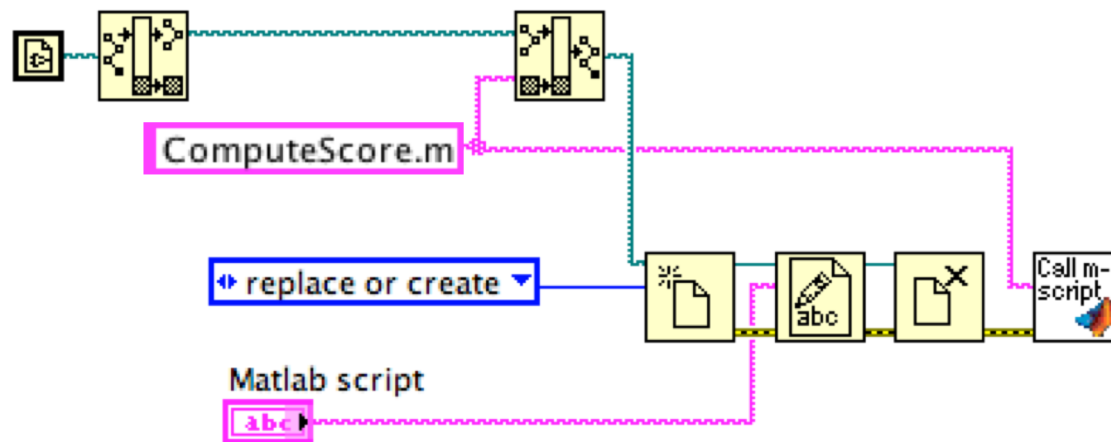 ComputeScore.m
replace or create
abc
Call m-
script
Matlab script
abc